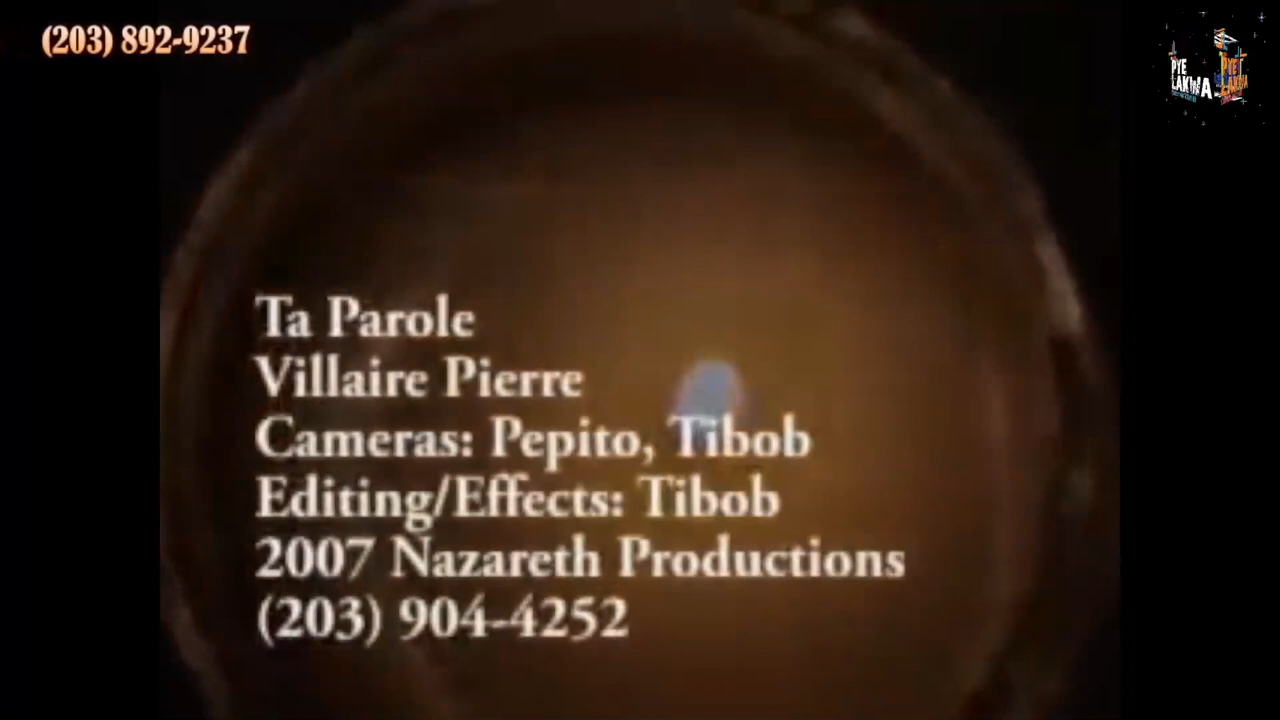 (203) 892-9237
PYE
LAKWA
Ta Parole
Villaire Pierre
Cameras: Pepito, Tibob
Editing/Effects: Tibob
2007 Nazareth Productions
(203) 904-4252